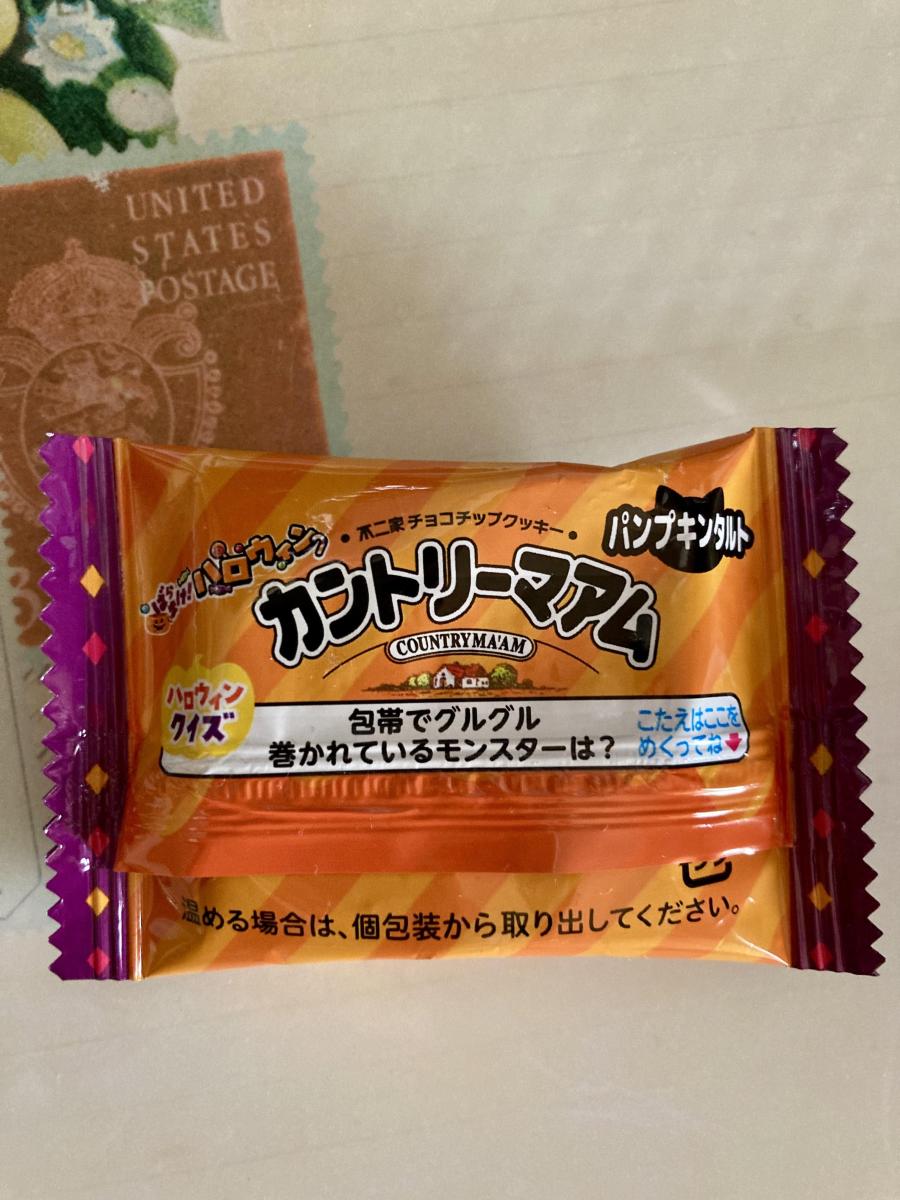 UNITED
STATES
POSTAGE
ハロウィン
不二家チョコチップクッキー
パンプキンタルト
カントリーマアム
COUNTRY MA'AM
ハロウィン
クイズ
包帯でグルグル
巻かれているモンスターは?
こたえはここを
めくってね
温める場合は、個包装から取り出してください。